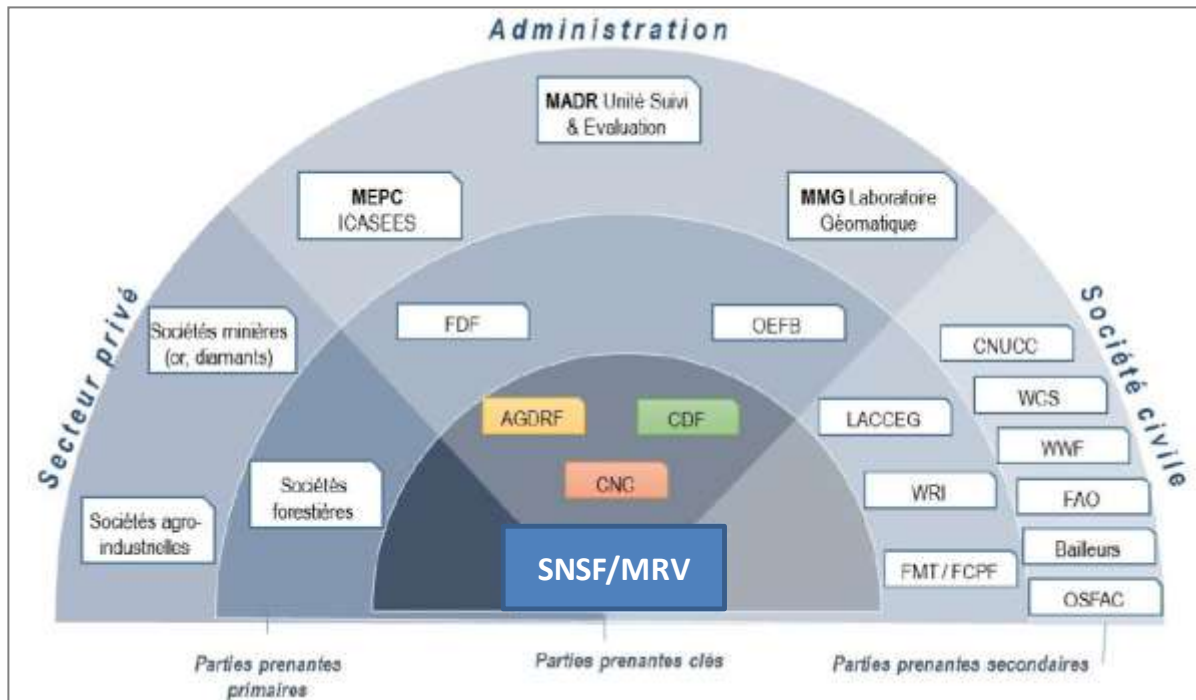 Administration
MADR Unité Suivi
& Evaluation
MEPC
ICASEES
MMG Laboratoire
Géomatique
Secteur privé
Société civile
Sociétés minières
(or, diamants)
FDF
OEFB
CNUCC
WCS
AGDRF
CDF
LACCEG
WWF
CNC
Sociétés
forestières
WRI
FAO
Sociétés agro-
industrielles
SNSF/MRV
Bailleurs
FMT / FCPF
OSFAC
Parties prenantes
primaires
Parties prenantes clés
Parties prenantes secondaires